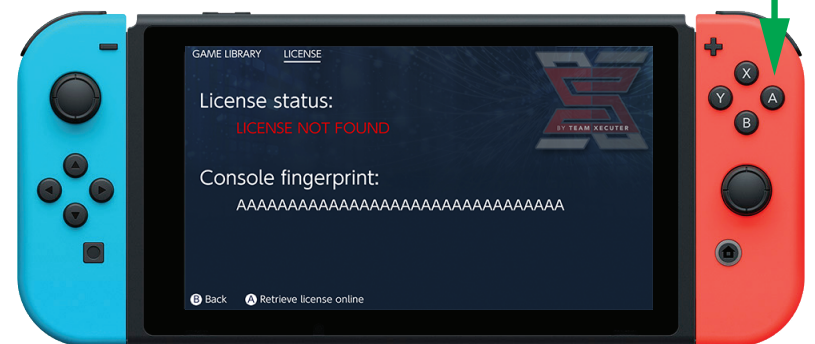 GAME LIBRARY LICENSE
License status:
LICENSE NOT FOUND
BY TEAM XECUTER
Console fingerprint:
AAAAAAAAAAAAAAAAAAAAAAAAAAAAAAAA
B Back A Retrieve license online
X
Y A
B